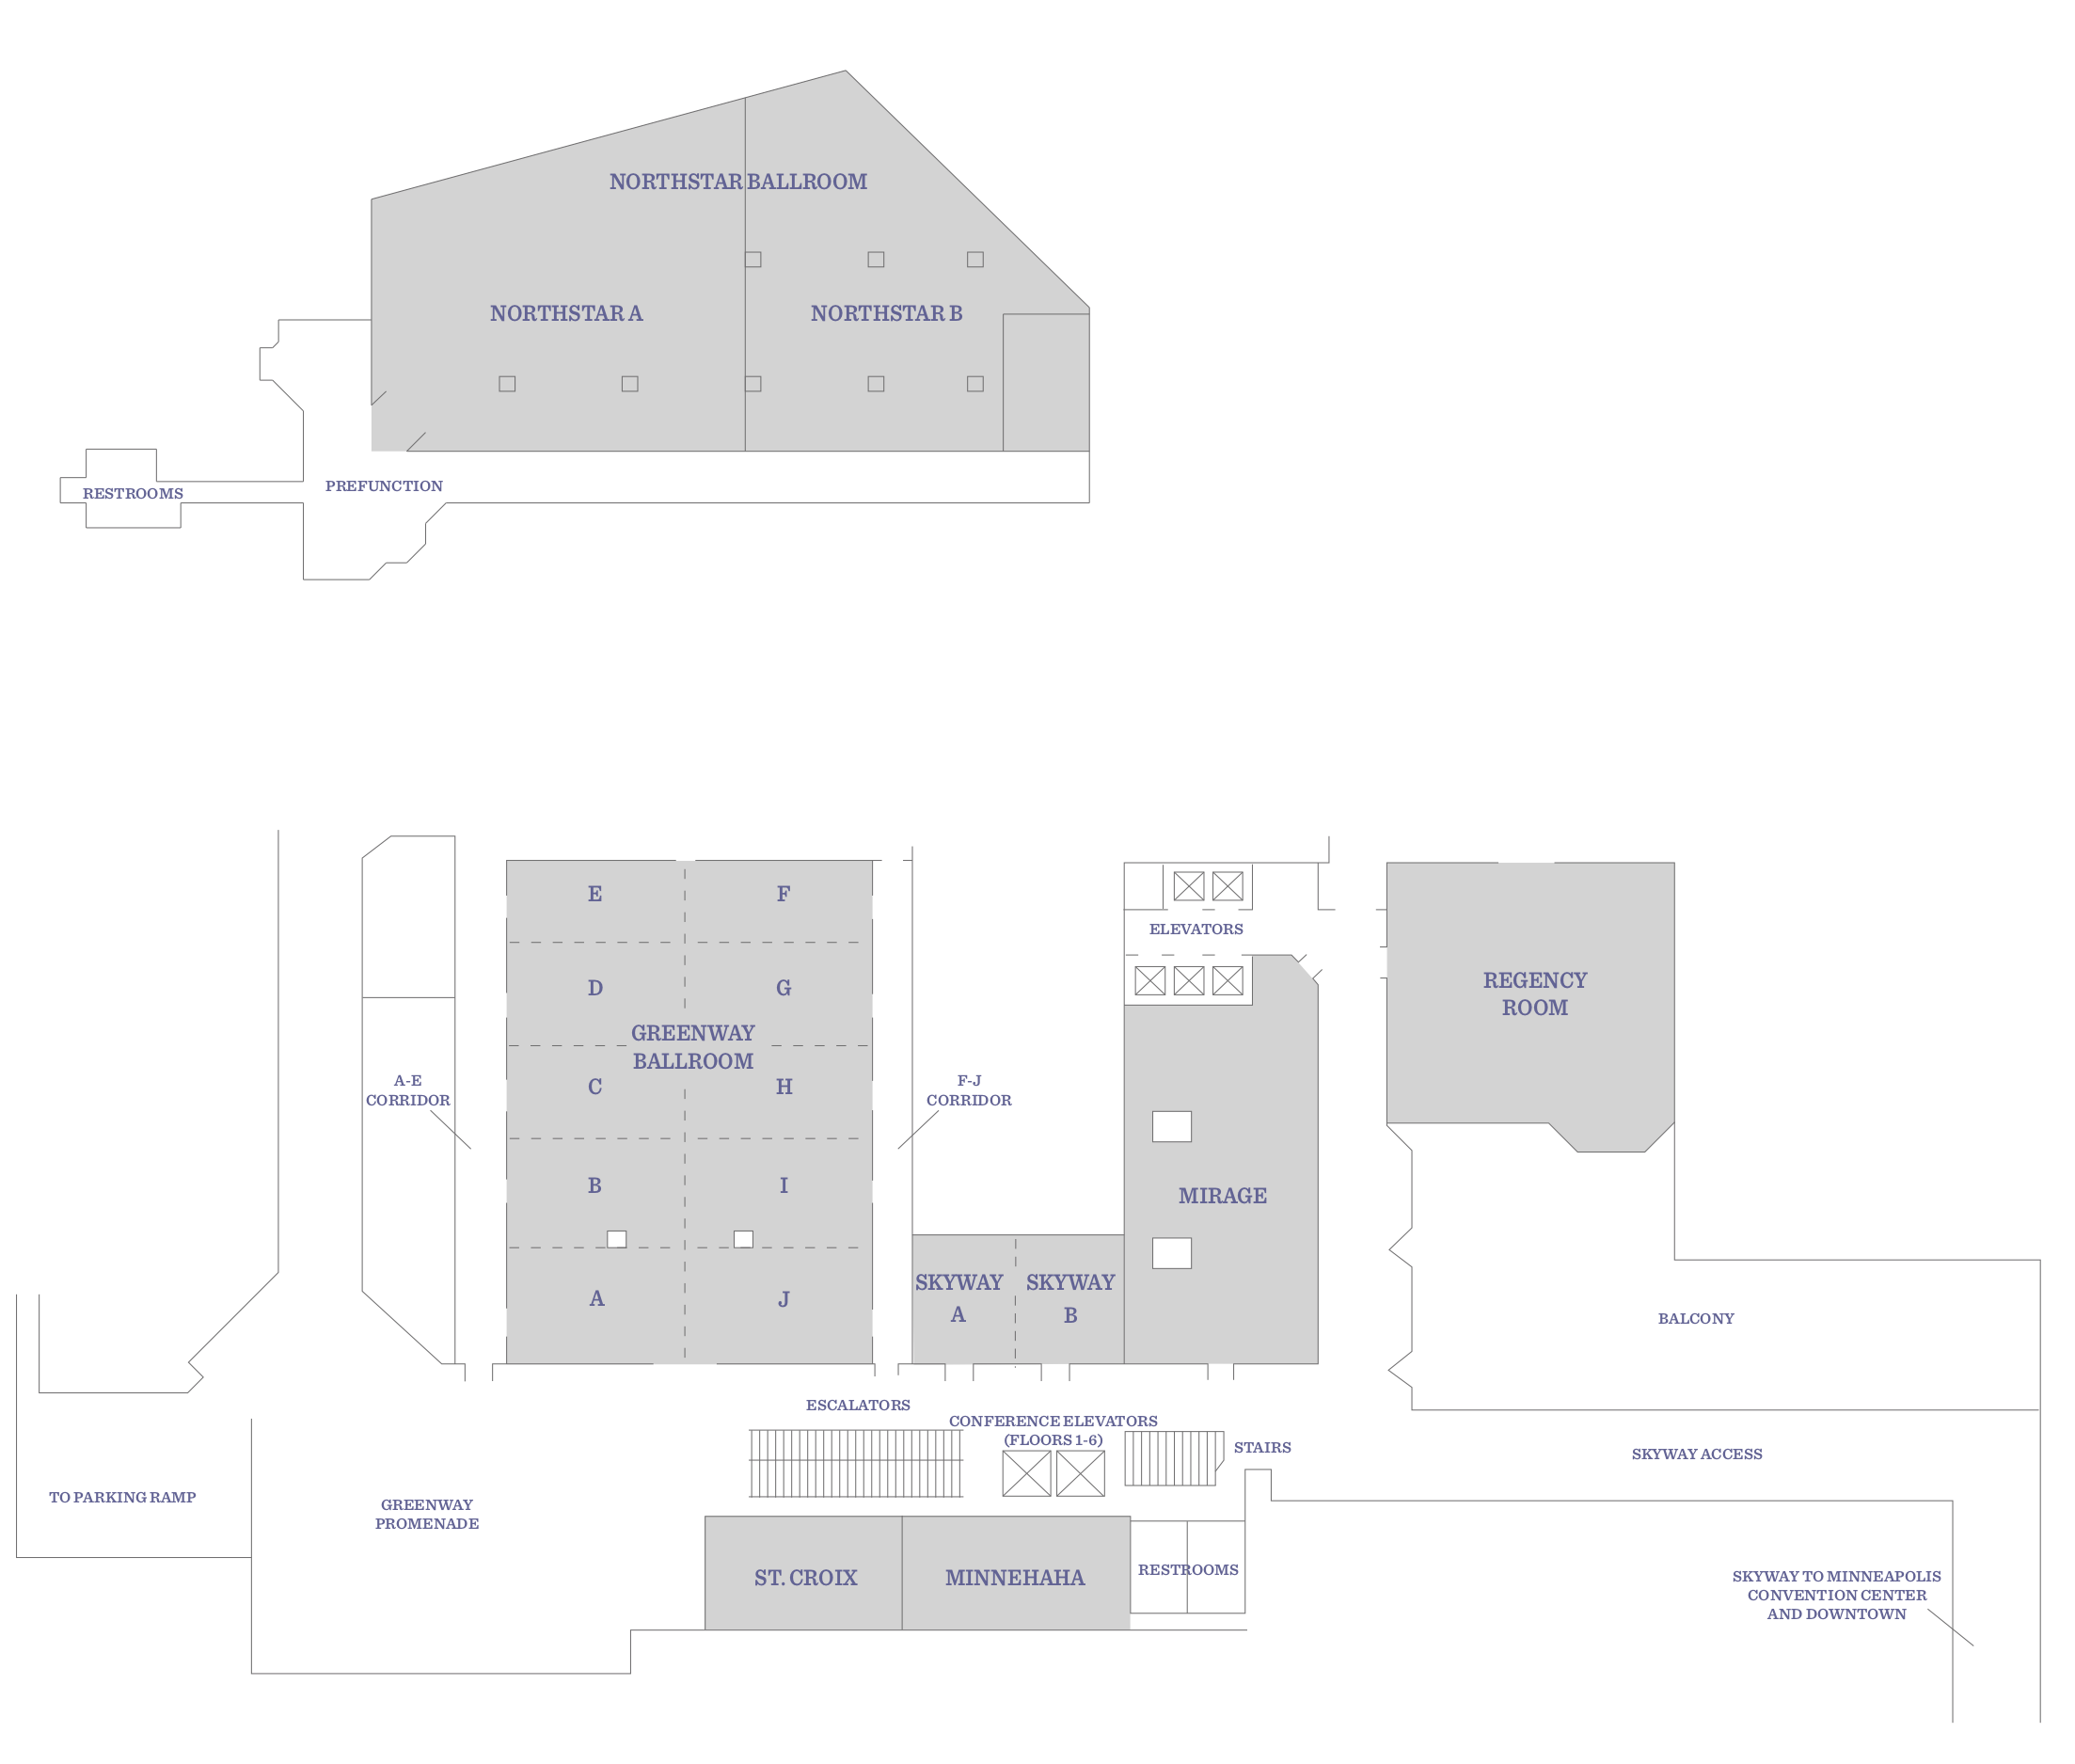 NORTHSTAR BALLROOM
NORTHSTAR A
NORTHSTAR B
RESTROOMS
PREFUNCTION
E
F
ELEVATORS
D
G
REGENCY
ROOM
GREENWAY
BALLROOM
A-E
CORRIDOR
C
H
F-J
CORRIDOR
B
I
MIRAGE
A
J
SKYWAY
A
SKYWAY
B
BALCONY
ESCALATORS
CONFERENCE ELEVATORS
(FLOORS 1-6)
STAIRS
SKYWAY ACCESS
TO PARKING RAMP
GREENWAY
PROMENADE
ST. CROIX
MINNEHAHA
RESTROOMS
SKYWAY TO MINNEAPOLIS
CONVENTION CENTER
AND DOWNTOWN